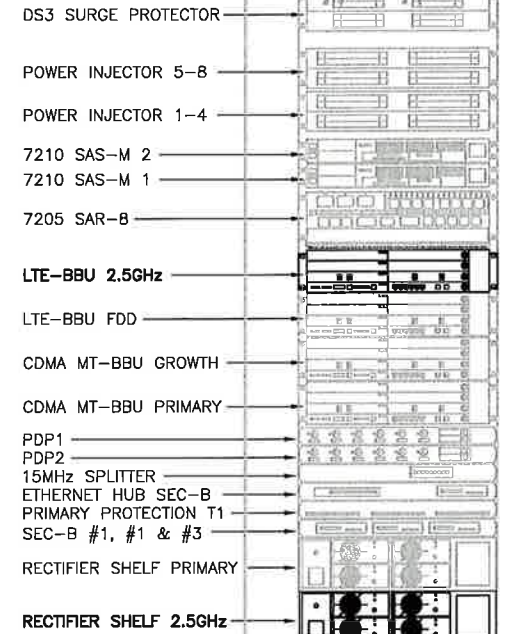 DS3 SURGE PROTECTOR
POWER INJECTOR 5-8
POWER INJECTOR 1-4
7210 SAS-M 2
7210 SAS-M 1
7205 SAR-8
LTE-BBU 2.5GHz
LTE-BBU FDD
CDMA MT-BBU GROWTH
CDMA MT-BBU PRIMARY
PDP1
PDP2
15MHz SPLITTER
ETHERNET HUB SEC-B
PRIMARY PROTECTION T1
SEC-B #1, #1 & #3
RECTIFIER SHELF PRIMARY
RECTIFIER SHELF 2.5GHz